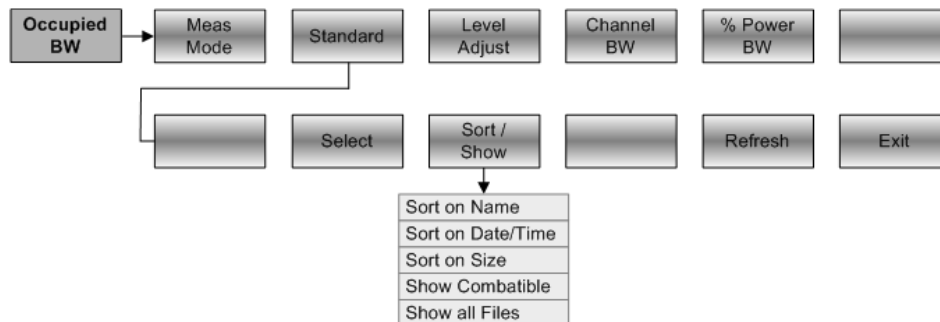 Occupied
BW
Meas
Mode
Standard
Level
Adjust
Channel
BW
% Power
BW
Select
Sort /
Show
Refresh
Exit
Sort on Name
Sort on Date/Time
Sort on Size
Show Combatible
Show all Files